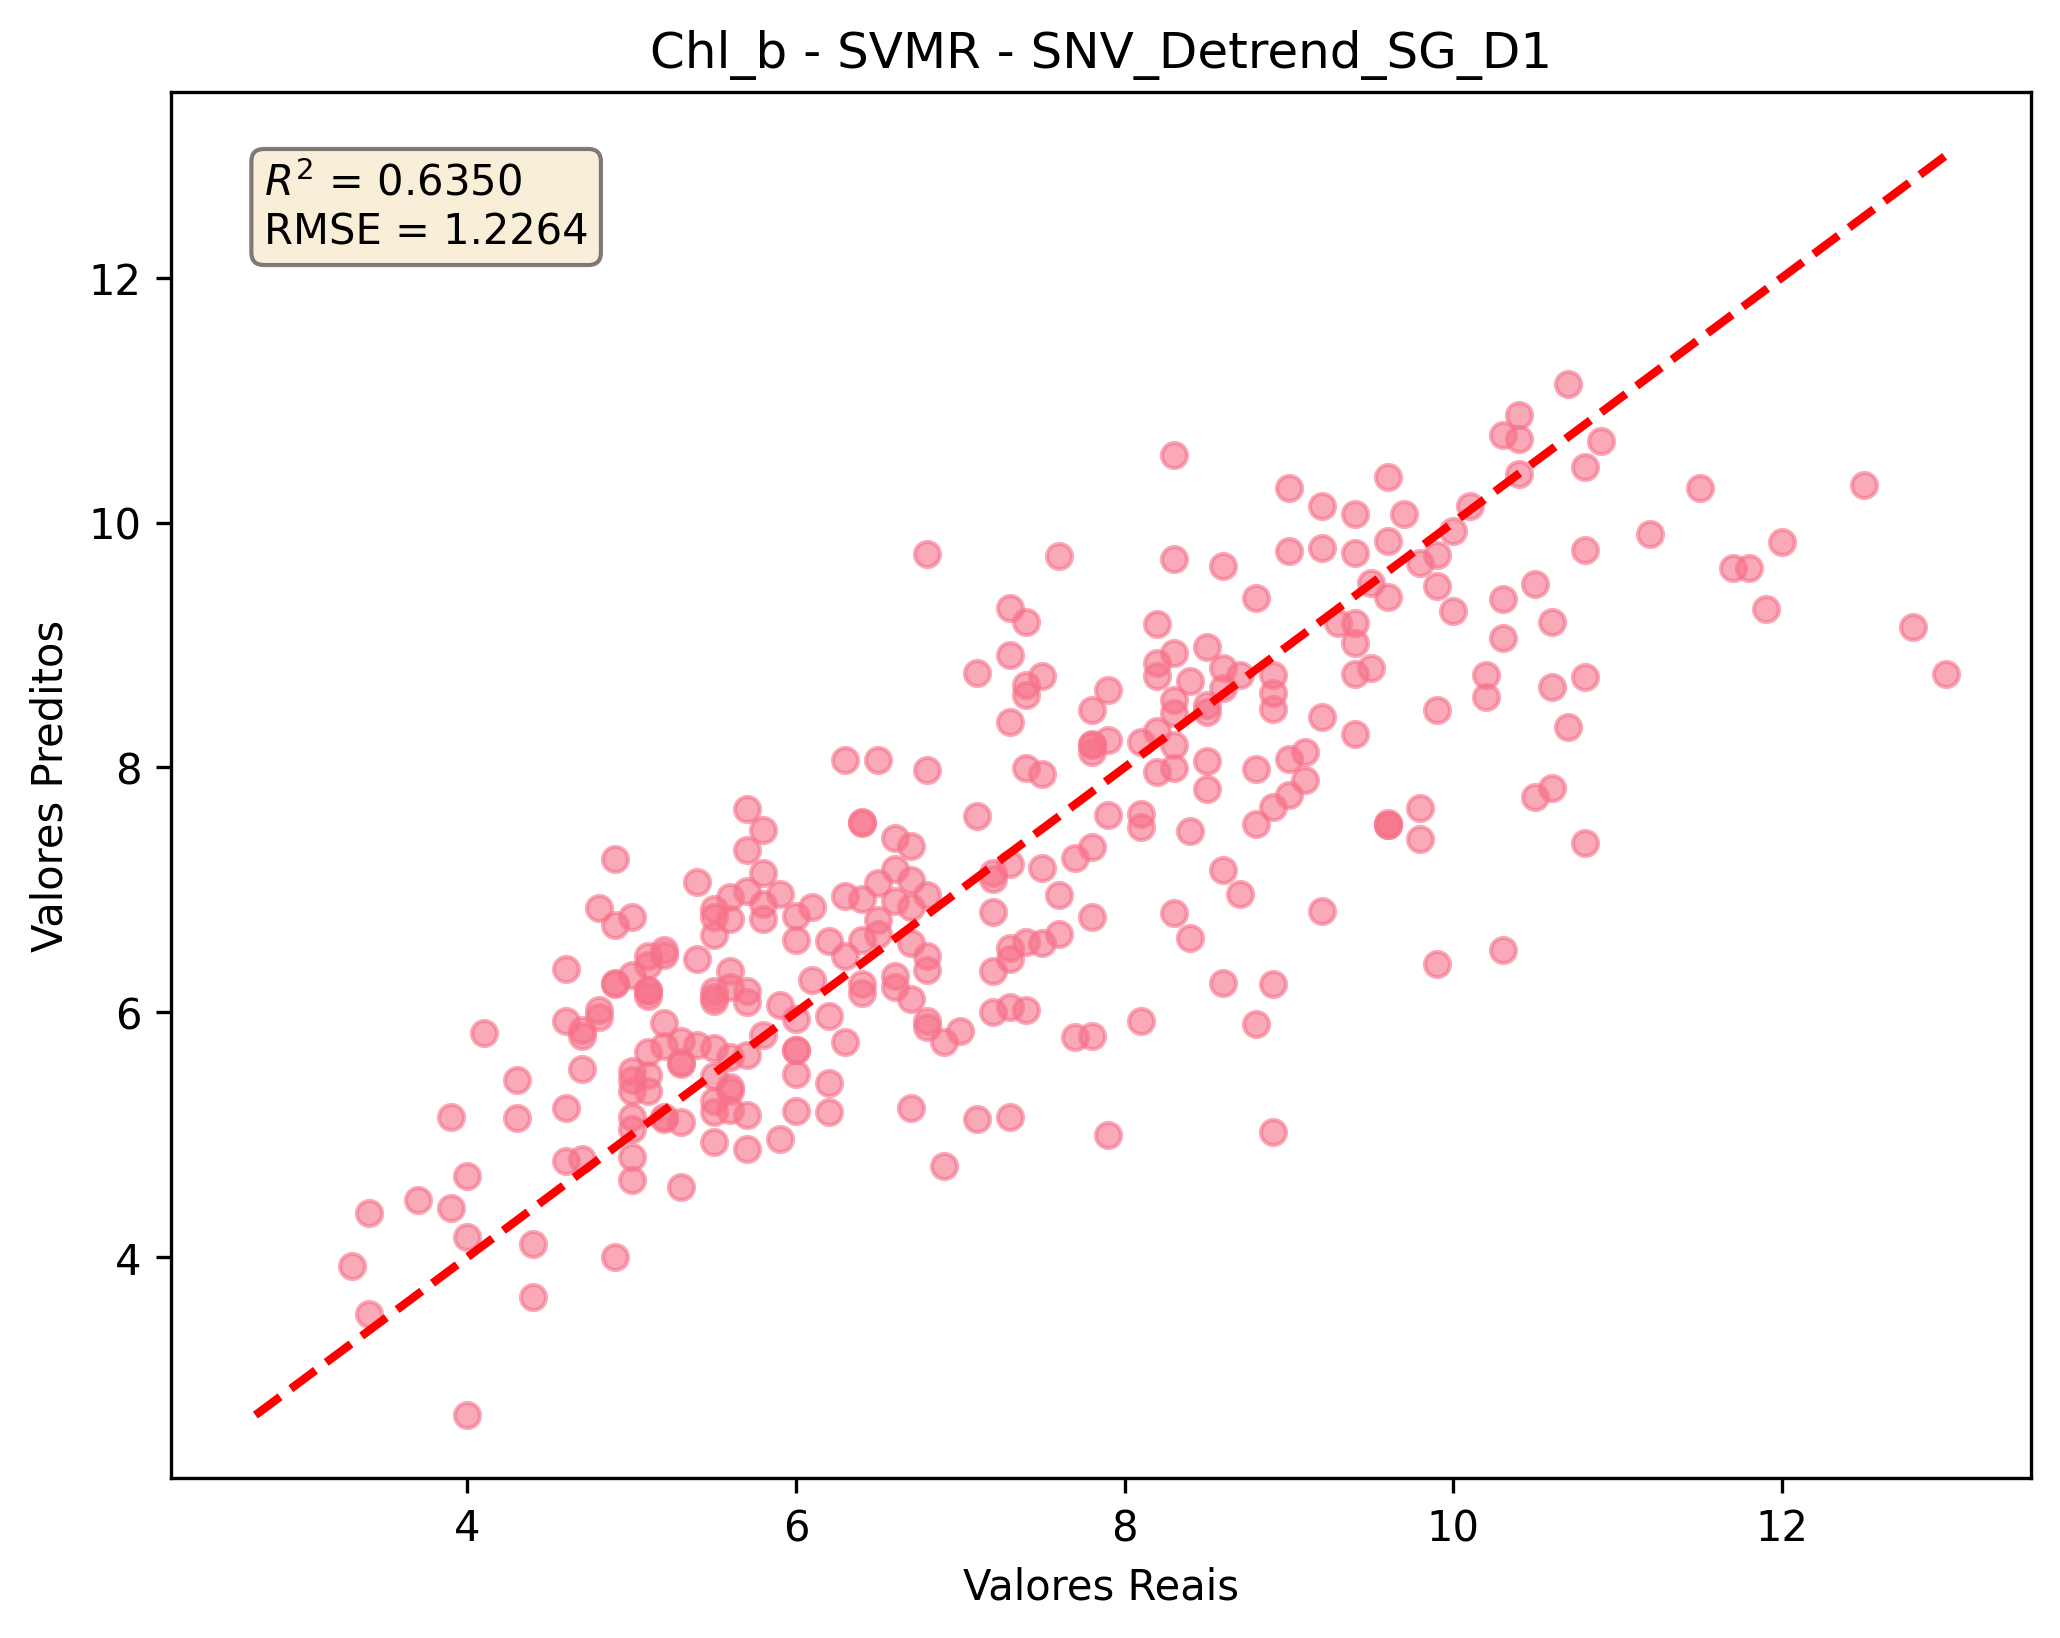 Chl_b - SVMR - SNV_Detrend_SG_D1
R² = 0.6350
RMSE = 1.2264
Valores Preditos
12
10
8
6
4
4 6 8 10 12
Valores Reais